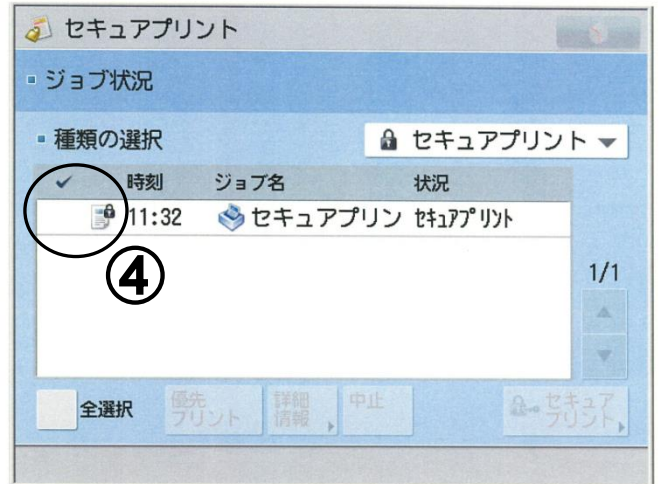 セキュアプリント
ジョブ状況
種類の選択
セキュアプリント
✓ 時刻 ジョブ名 状況
11:32 セキュアプリン ｾｷｭｱﾌﾟﾘﾝﾄ
④
1/1
全選択
優先
プリント
詳細
情報
中止
セキュア
プリント